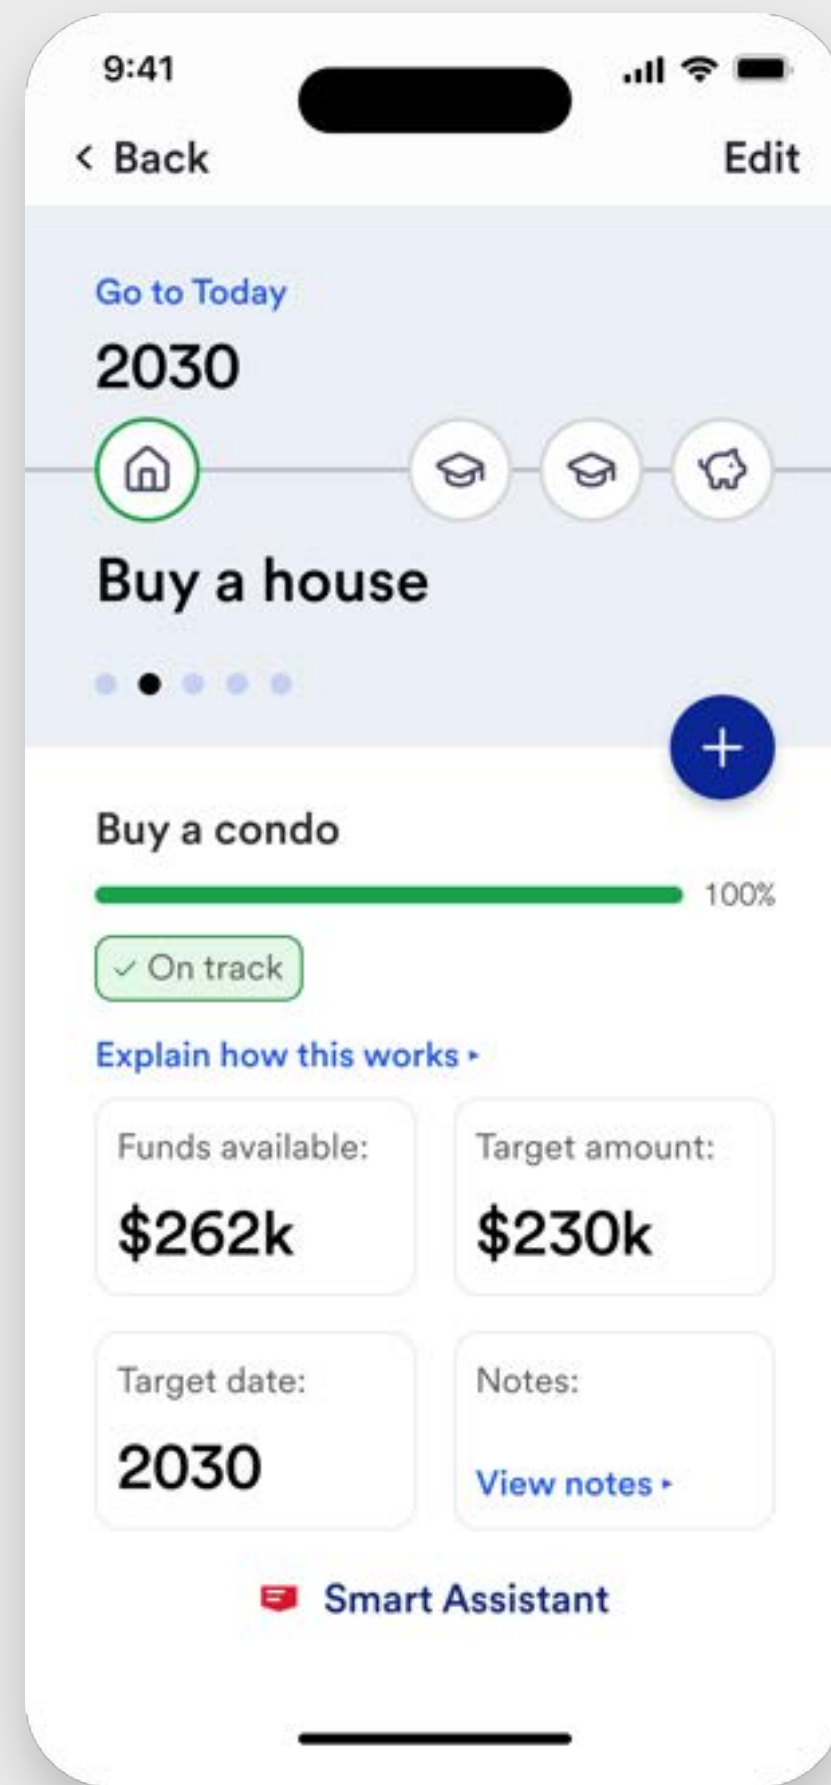 9:41
Back
Edit
Go to Today
2030
Buy a house
Buy a condo
100%
On track
Explain how this works
Funds available:
Target amount:
$262k
$230k
Target date:
Notes:
2030
View notes
Smart Assistant